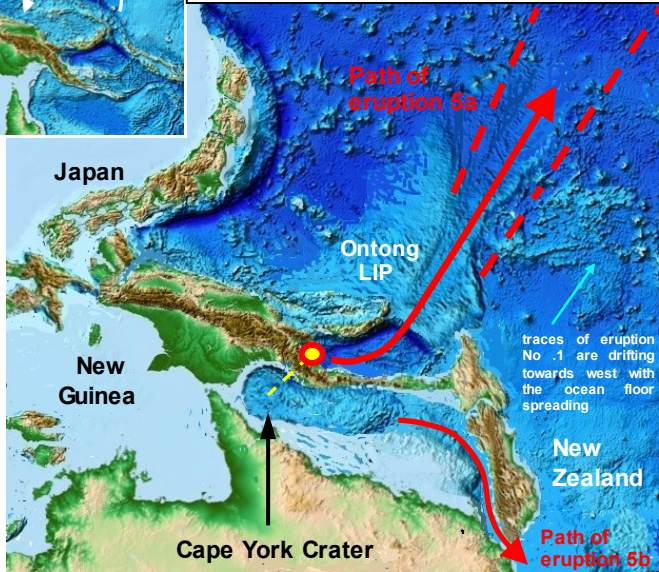 Path of
eruption 5a
Japan
Ontong
LIP
traces of eruption
No .1 are drifting
towards west with
the ocean floor
spreading
New
Guinea
New
Zealand
Cape York Crater
Path of
eruption 5b